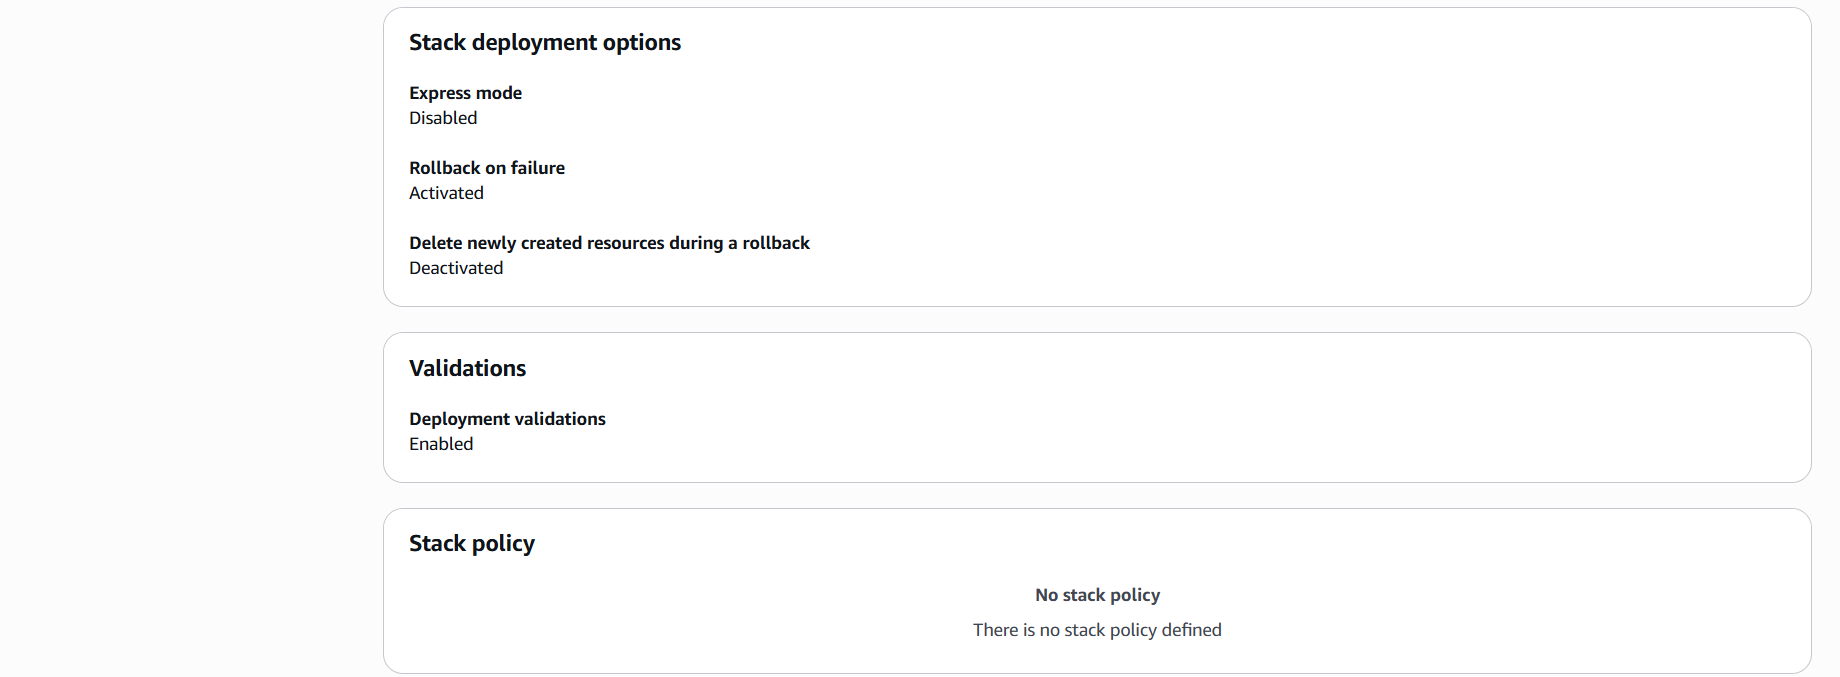 Stack deployment options
Express mode
Disabled
Rollback on failure
Activated
Delete newly created resources during a rollback
Deactivated
Validations
Deployment validations
Enabled
Stack policy
No stack policy
There is no stack policy defined